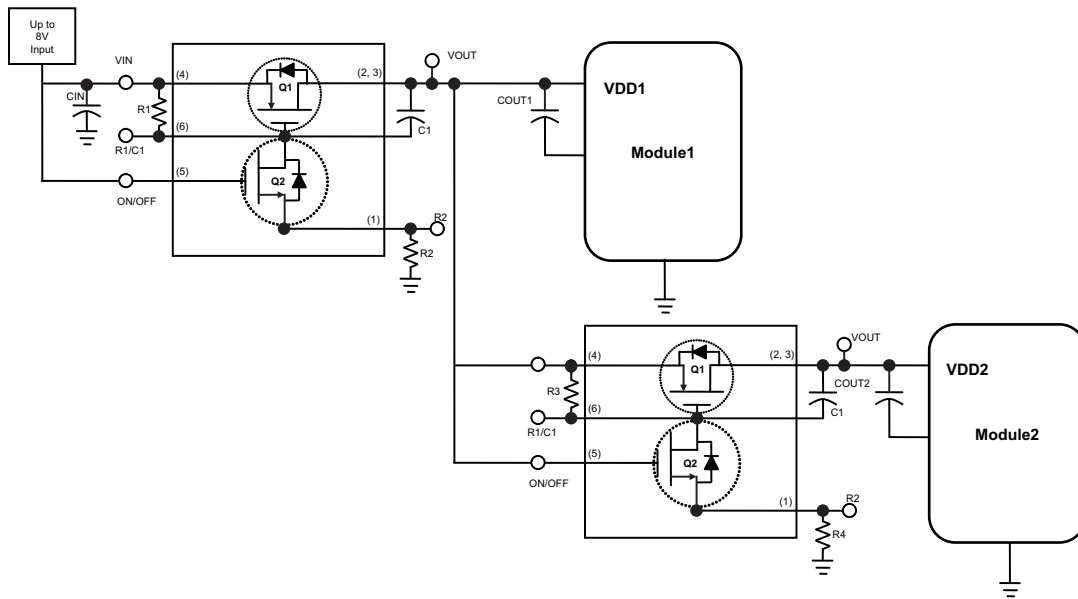 Up to
8V
Input
VIN
(4)
Q1
(2, 3)
VOUT
CIN
R1
C1
COUT1
VDD1
Module1
(6)
R1/C1
(5)
Q2
ON/OFF
(1)
R2
R2
VOUT
(4)
Q1
(2, 3)
R3
C1
COUT2
VDD2
Module2
(6)
R1/C1
(5)
Q2
ON/OFF
(1)
R2
R4